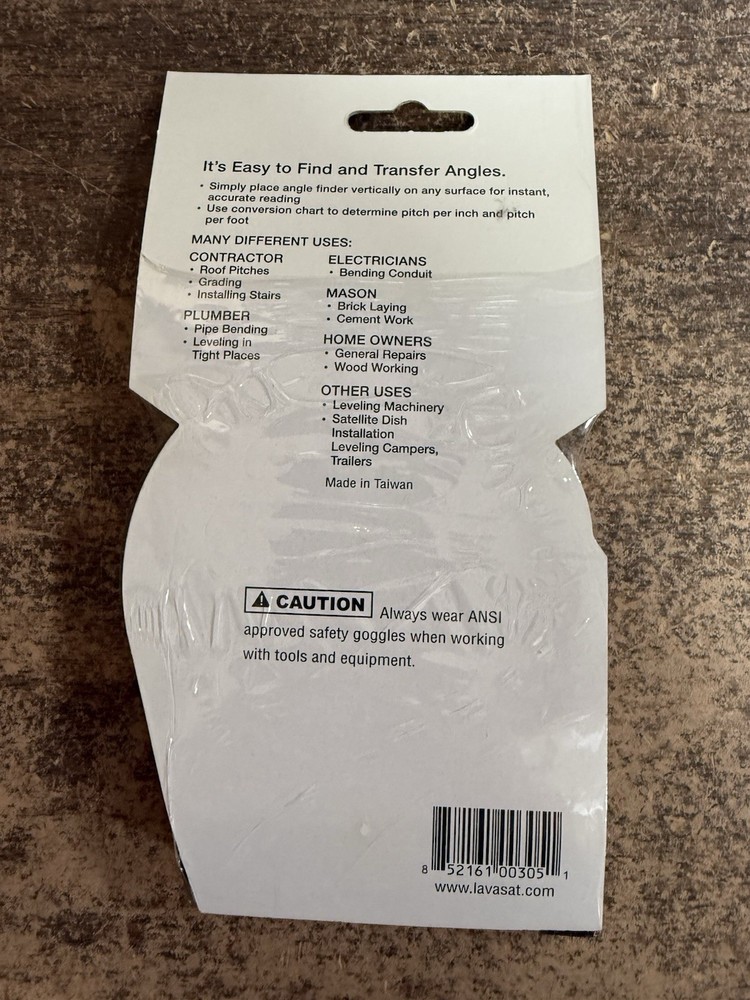 It's Easy to Find and Transfer Angles.
• Simply place angle finder vertically on any surface for instant,
accurate reading
• Use conversion chart to determine pitch per inch and pitch
per foot
MANY DIFFERENT USES:
CONTRACTOR
• Roof Pitches
• Grading
• Installing Stairs
PLUMBER
• Pipe Bending
• Leveling in
Tight Places
ELECTRICIANS
• Bending Conduit
MASON
• Brick Laying
• Cement Work
HOME OWNERS
• General Repairs
• Wood Working
OTHER USES
• Leveling Machinery
• Satellite Dish
Installation
Leveling Campers,
Trailers
Made in Taiwan
CAUTION Always wear ANSI
approved safety goggles when working
with tools and equipment.
8 52161 00305 1
www.lavasat.com